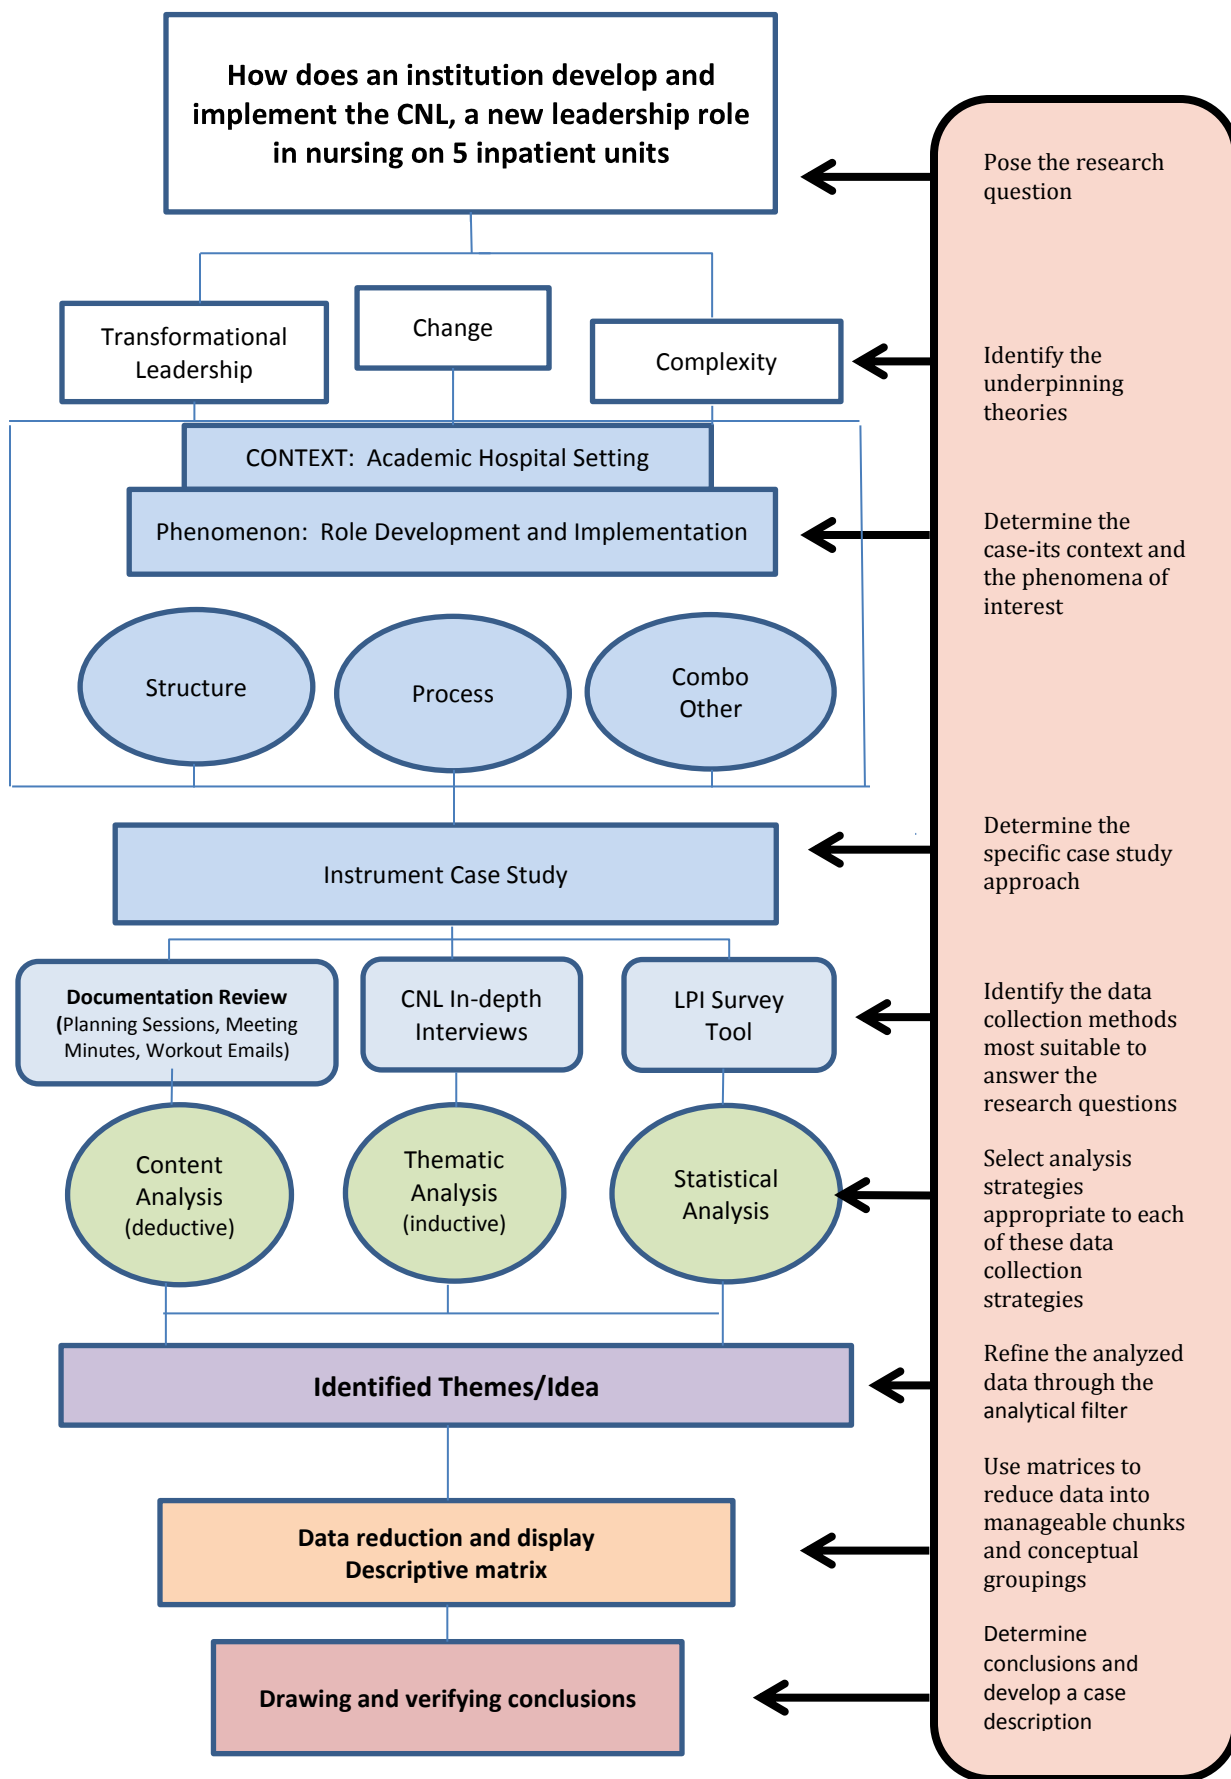 How does an institution develop and
implement the CNL, a new leadership role
in nursing on 5 inpatient units
Pose the research
question
Transformational
Leadership
Change
Complexity
Identify the
underpinning
theories
CONTEXT:  Academic Hospital Setting
Phenomenon:  Role Development and Implementation
Determine the
case-its context and
the phenomena of
interest
Structure
Process
Combo
Other
Instrument Case Study
Determine the
specific case study
approach
Documentation Review
(Planning Sessions, Meeting
Minutes, Workout Emails)
CNL In-depth
Interviews
LPI Survey
Tool
Identify the data
collection methods
most suitable to
answer the
research questions
Content
Analysis
(deductive)
Thematic
Analysis
(inductive)
Statistical
Analysis
Select analysis
strategies
appropriate to each
of these data
collection
strategies
Identified Themes/Idea
Refine the analyzed
data through the
analytical filter
Data reduction and display
Descriptive matrix
Use matrices to
reduce data into
manageable chunks
and conceptual
groupings
Drawing and verifying conclusions
Determine
conclusions and
develop a case
description